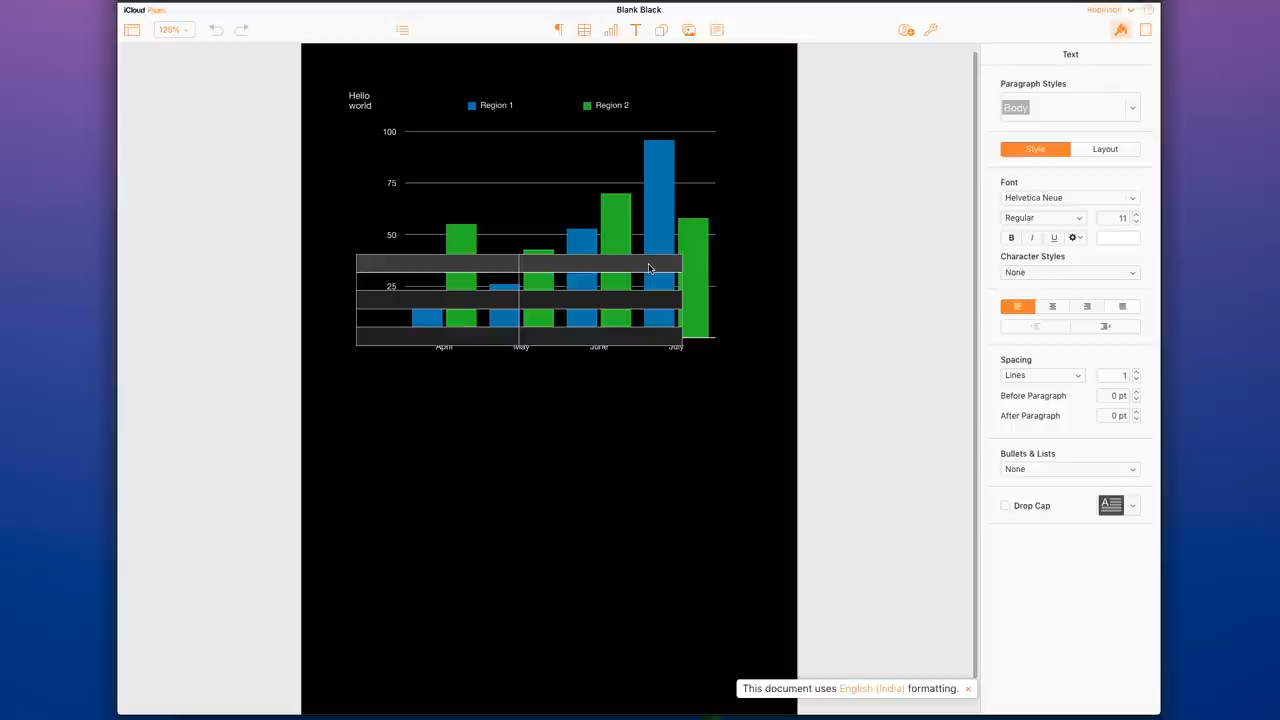 iCloud Pages
Blank Black
Robinson
125%
Text
Paragraph Styles
Body
Style
Layout
Font
Helvetica Neue
Regular
11
B I U
Character Styles
None
Spacing
Lines
1
Before Paragraph
0 pt
After Paragraph
0 pt
Bullets & Lists
None
Drop Cap
A
Hello
world
Region 1
Region 2
100
75
50
25
April
May
June
July
This document uses English (India) formatting.